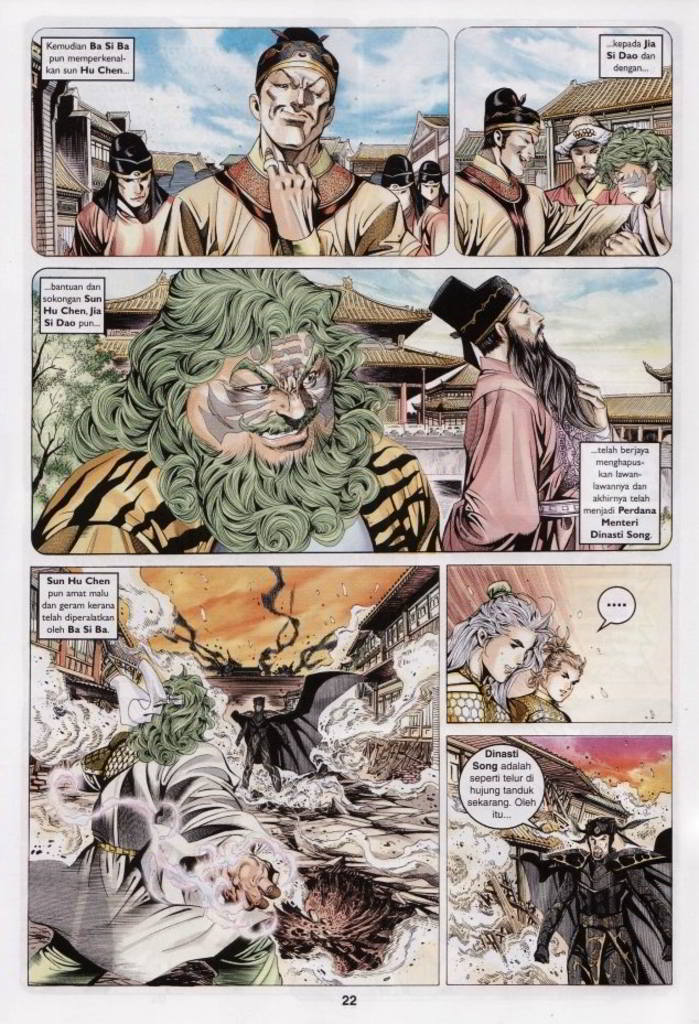 Kemudian Ba Si Ba
pun memperkenal-
kan sun Hu Chen...
...kepada Jia
Si Dao dan
dengan...
...bantuan dan
sokongan Sun
Hu Chen, Jia
Si Dao pun...
...telah berjaya
menghapus-
kan lawan-
lawannya dan
akhirnya telah
menjadi Perdana
Menteri
Dinasti Song.
Sun Hu Chen
pun amat malu
dan geram kerana
telah diperalatkan
oleh Ba Si Ba.
....
Dinasti
Song adalah
seperti telur di
hujung tanduk
sekarang. Oleh
itu...
22